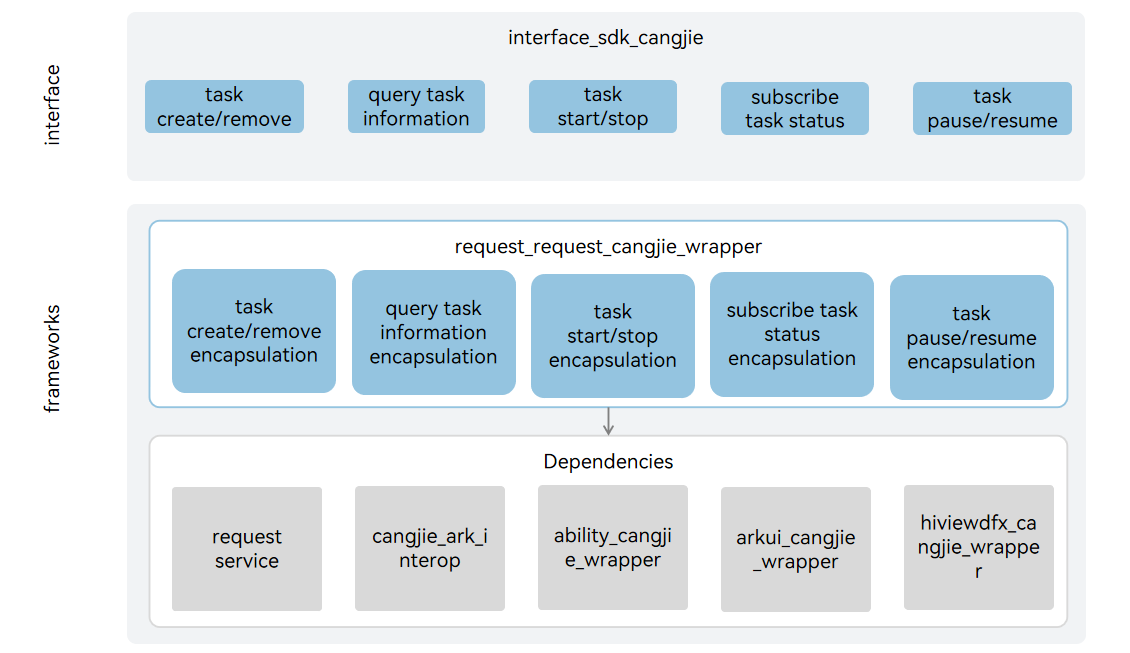 interface
interface_sdk_cangjie
task
create/remove
query task
information
task
start/stop
subscribe
task status
task
pause/resume
frameworks
request_request_cangjie_wrapper
task
create/remove
encapsulation
query task
information
encapsulation
task
start/stop
encapsulation
subscribe task
status
encapsulation
task
pause/resume
encapsulation
Dependencies
request
service
cangjie_ark_i
nterop
ability_cangji
e_wrapper
arkui_cangjie
_wrapper
hiviewdfx_ca
ngjie_wrappe
r